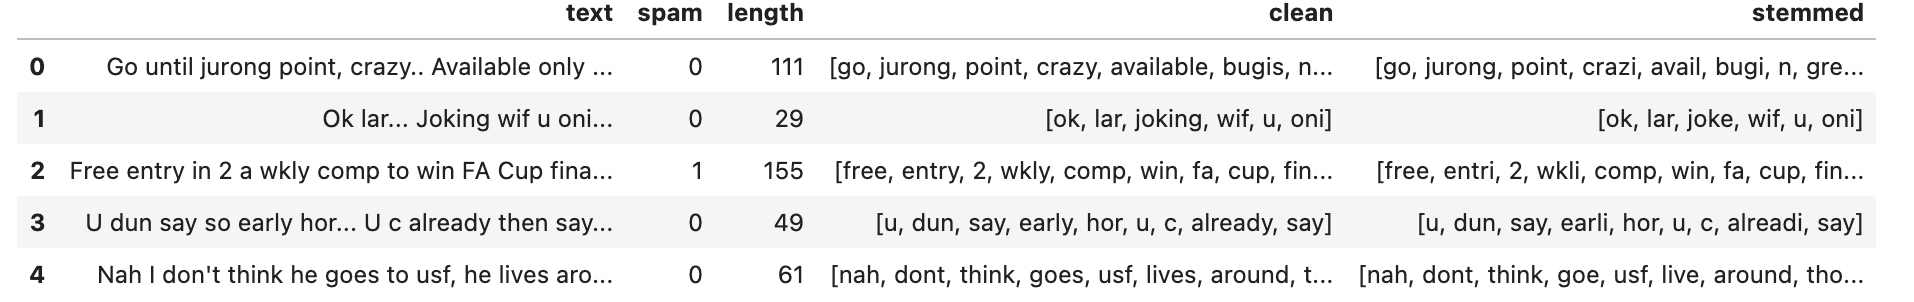 text spam length clean stemmed
0 Go until jurong point, crazy.. Available only ... 0 111 [go, jurong, point, crazy, available, bugis, n... [go, jurong, point, crazi, avail, bugi, n, gre...
1 Ok lar... Joking wif u oni... 0 29 [ok, lar, joking, wif, u, oni] [ok, lar, joke, wif, u, oni]
2 Free entry in 2 a wkly comp to win FA Cup fina... 1 155 [free, entry, 2, wkly, comp, win, fa, cup, fin... [free, entri, 2, wkli, comp, win, fa, cup, fin...
3 U dun say so early hor... U c already then say... 0 49 [u, dun, say, early, hor, u, c, already, say] [u, dun, say, earli, hor, u, c, alreadi, say]
4 Nah I don't think he goes to usf, he lives aro... 0 61 [nah, dont, think, goes, usf, lives, around, t... [nah, dont, think, goe, usf, live, around, tho...